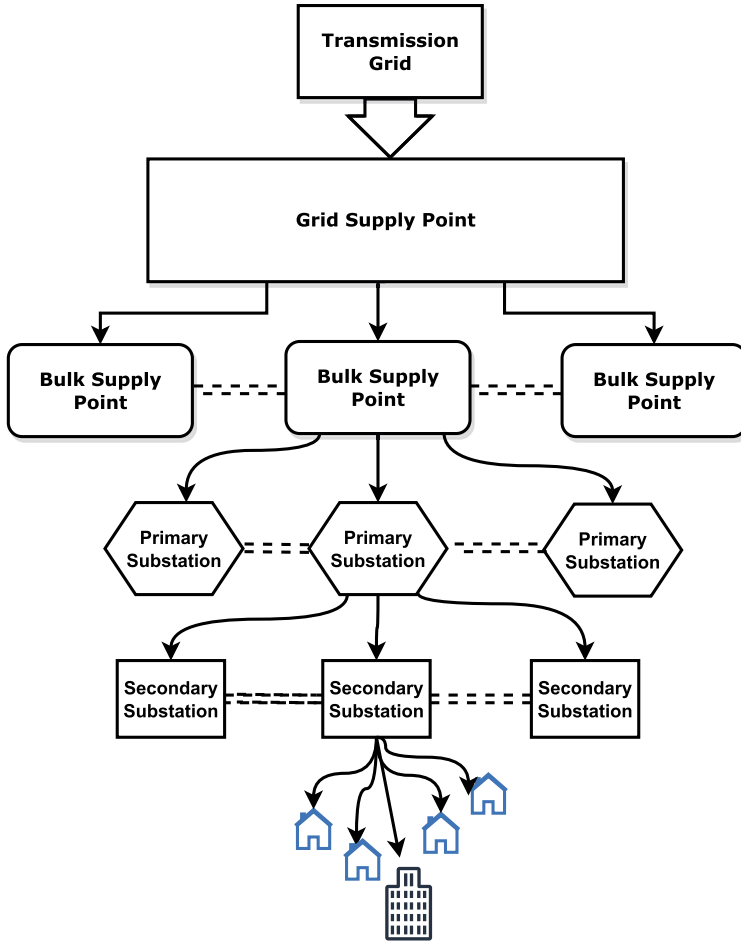 Transmission
Grid
Grid Supply Point
Bulk Supply
Point
Bulk Supply
Point
Bulk Supply
Point
Primary
Substation
Primary
Substation
Primary
Substation
Secondary
Substation
Secondary
Substation
Secondary
Substation